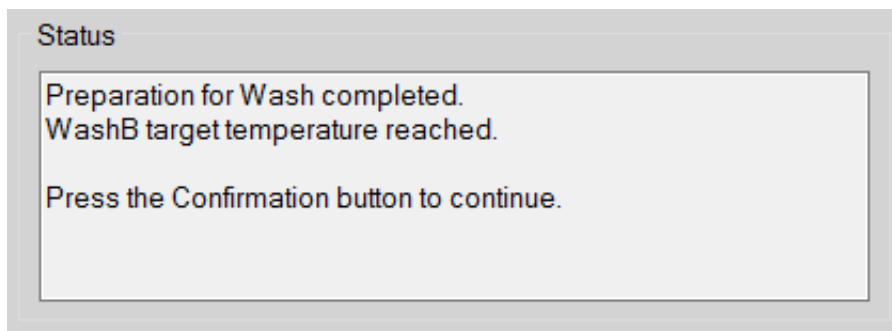 Status
Preparation for Wash completed.
WashB target temperature reached.
Press the Confirmation button to continue.